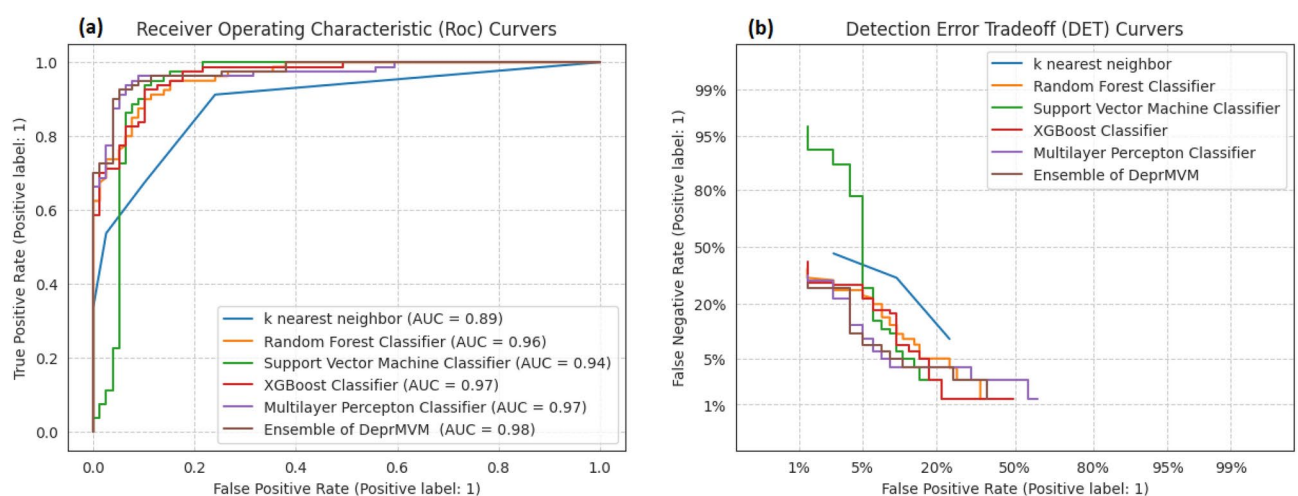 (a)
Receiver Operating Characteristic (Roc) Curvers
True Positive Rate (Positive label: 1)
1.0
0.8
0.6
0.4
0.2
0.0
k nearest neighbor (AUC = 0.89)
Random Forest Classifier (AUC = 0.96)
Support Vector Machine Classifier (AUC = 0.94)
XGBoost Classifier (AUC = 0.97)
Multilayer Percepton Classifier (AUC = 0.97)
Ensemble of DeprMVM (AUC = 0.98)
0.0 0.2 0.4 0.6 0.8 1.0
False Positive Rate (Positive label: 1)
(b)
Detection Error Tradeoff (DET) Curvers
False Negative Rate (Positive label: 1)
99%
95%
80%
50%
20%
5%
1%
k nearest neighbor
Random Forest Classifier
Support Vector Machine Classifier
XGBoost Classifier
Multilayer Percepton Classifier
Ensemble of DeprMVM
1% 5% 20% 50% 80% 95% 99%
False Positive Rate (Positive label: 1)